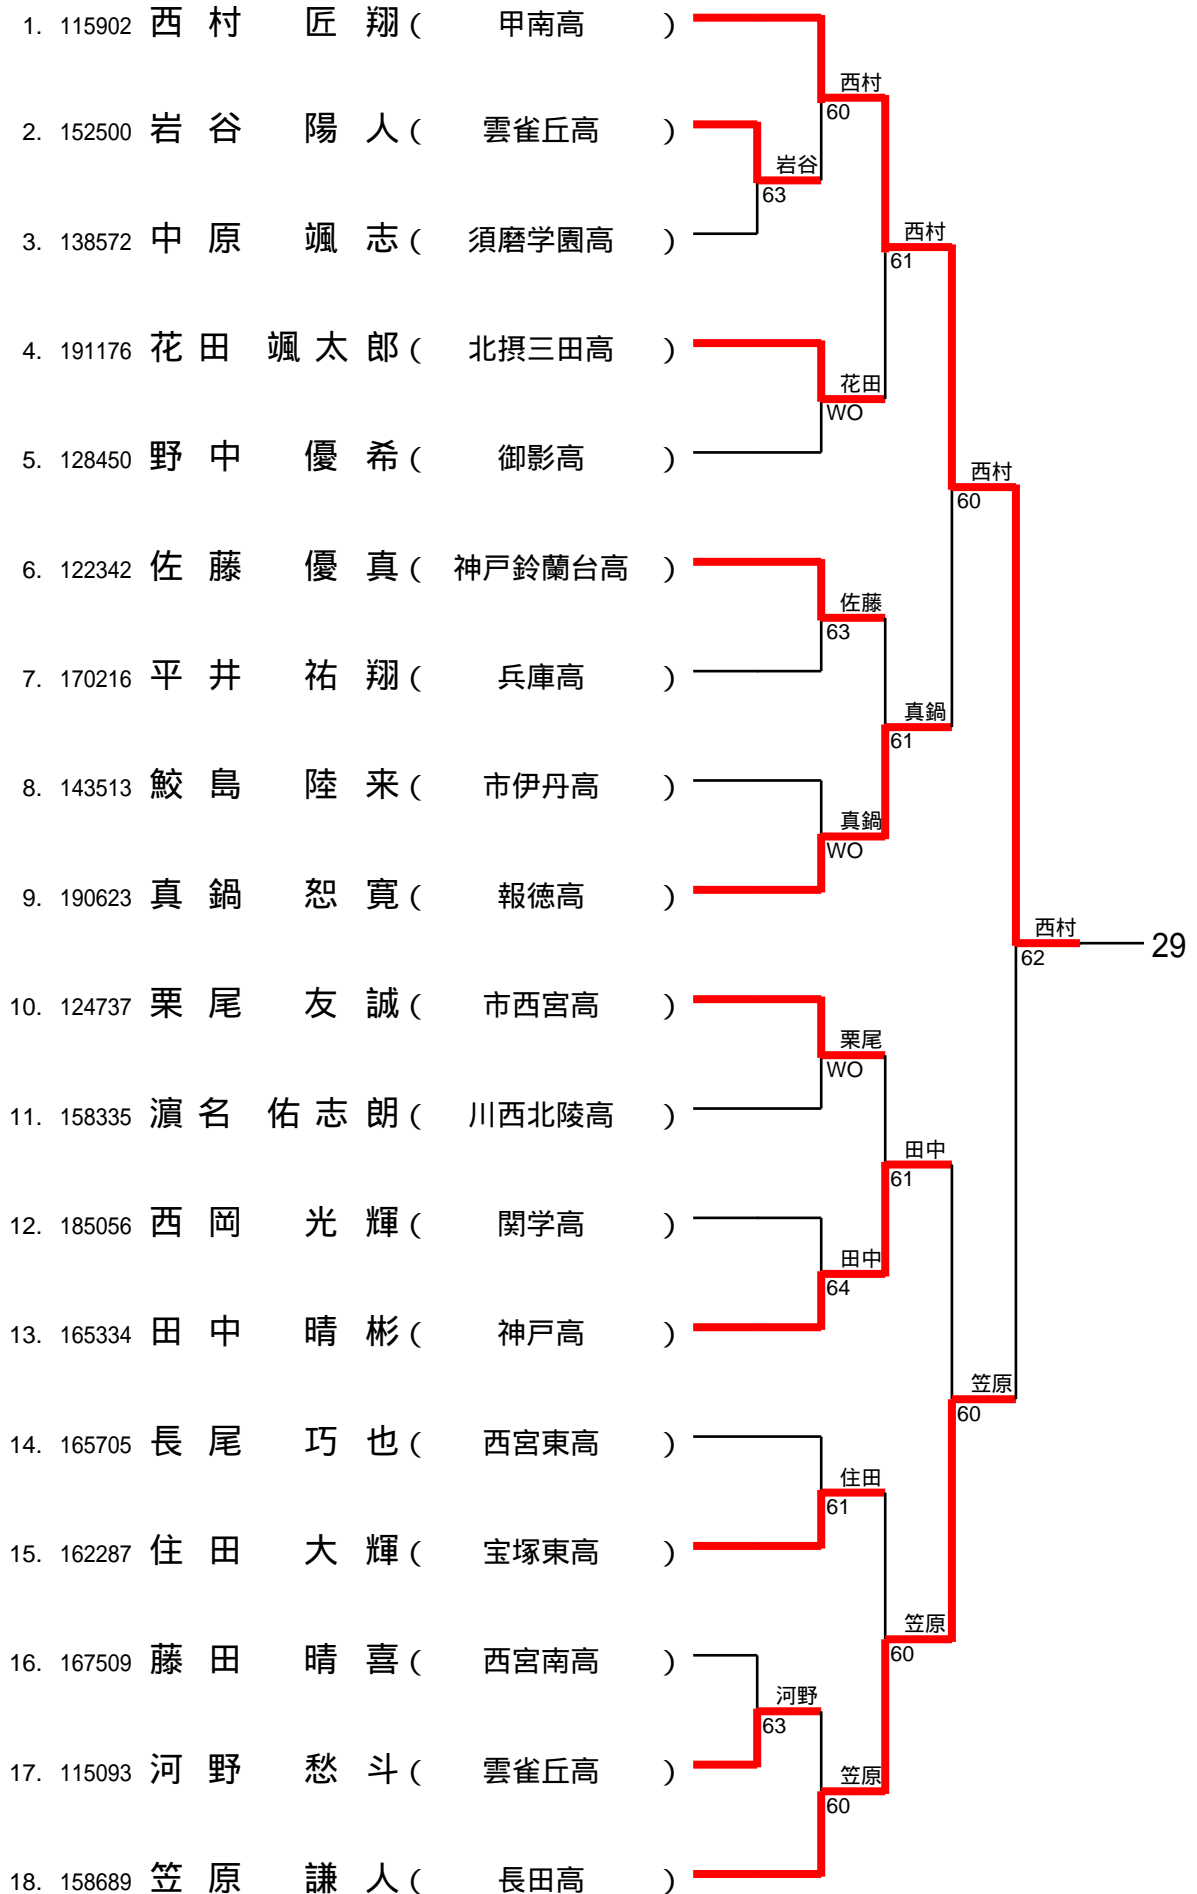 1. 115902 西村 匠翔 ( 甲南高 )
西村
60
2. 152500 岩谷 陽人 ( 雲雀丘高 )
岩谷
63
3. 138572 中原 颯志 ( 須磨学園高 )
西村
61
4. 191176 花田 颯太郎 ( 北摂三田高 )
花田
WO
5. 128450 野中 優希 ( 御影高 )
西村
60
6. 122342 佐藤 優真 ( 神戸鈴蘭台高 )
佐藤
63
7. 170216 平井 祐翔 ( 兵庫高 )
真鍋
61
8. 143513 鮫島 陸来 ( 市伊丹高 )
真鍋
WO
9. 190623 真鍋 恕寛 ( 報徳高 )
西村
62
29
10. 124737 栗尾 友誠 ( 市西宮高 )
栗尾
WO
11. 158335 濵名 佑志朗 ( 川西北陵高 )
田中
61
12. 185056 西岡 光輝 ( 関学高 )
田中
64
13. 165334 田中 晴彬 ( 神戸高 )
笠原
60
14. 165705 長尾 巧也 ( 西宮東高 )
住田
61
15. 162287 住田 大輝 ( 宝塚東高 )
笠原
60
16. 167509 藤田 晴喜 ( 西宮南高 )
河野
63
17. 115093 河野 愁斗 ( 雲雀丘高 )
笠原
60
18. 158689 笠原 謙人 ( 長田高 )